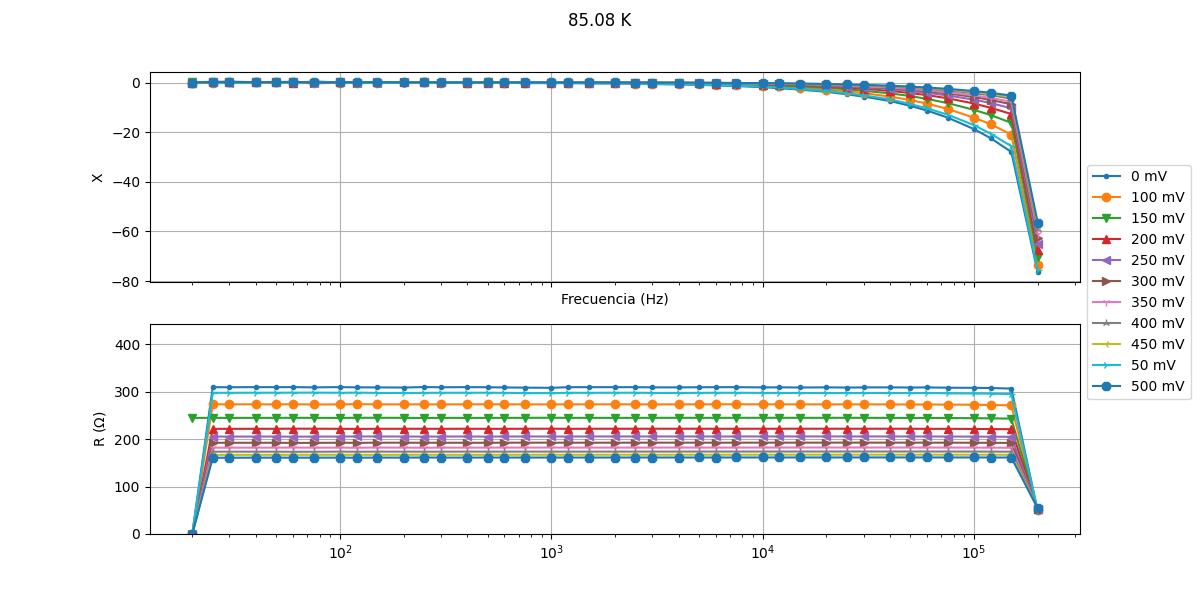 85.08 K
0
−20
−40
−60
−80
X
Frecuencia (Hz)
400
300
200
100
0
R (Ω)
10²
10³
10⁴
10⁵
0 mV
100 mV
150 mV
200 mV
250 mV
300 mV
350 mV
400 mV
450 mV
50 mV
500 mV